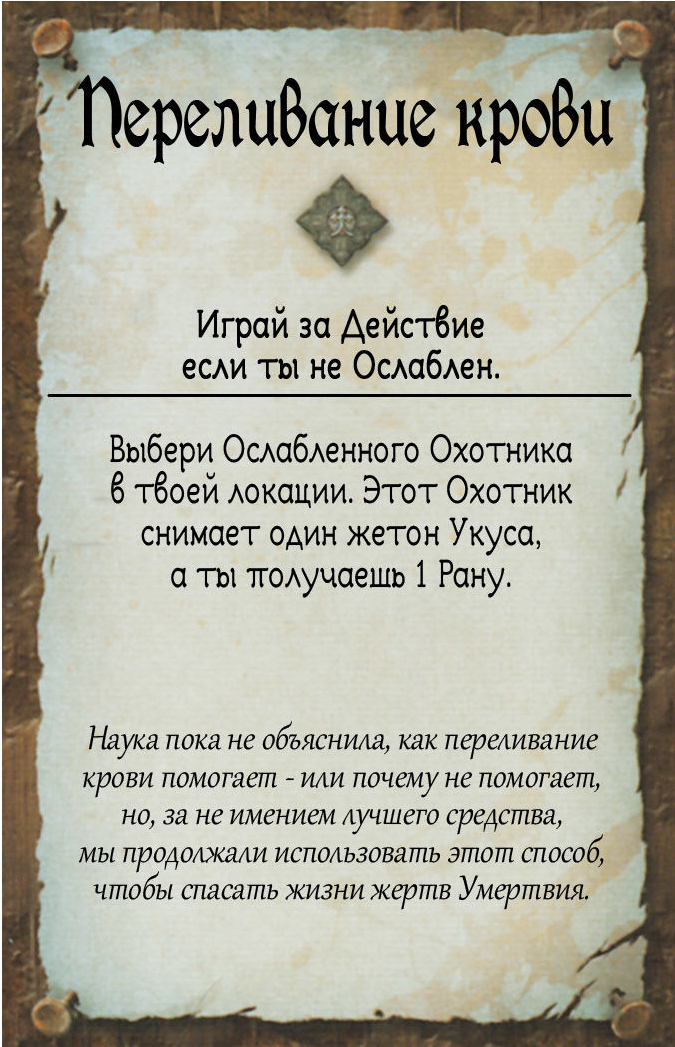 Переливание крови
Играй за Действие
если ты не Ослаблен.
Выбери Ослабленного Охотника
в твоей локации. Этот Охотник
снимает один жетон Укуса,
а ты получаешь 1 Рану.
Наука пока не объяснила, как переливание
крови помогает - или почему не помогает,
но, за не имением лучшего средства,
мы продолжали использовать этот способ,
чтобы спасать жизни жертв Умертвия.